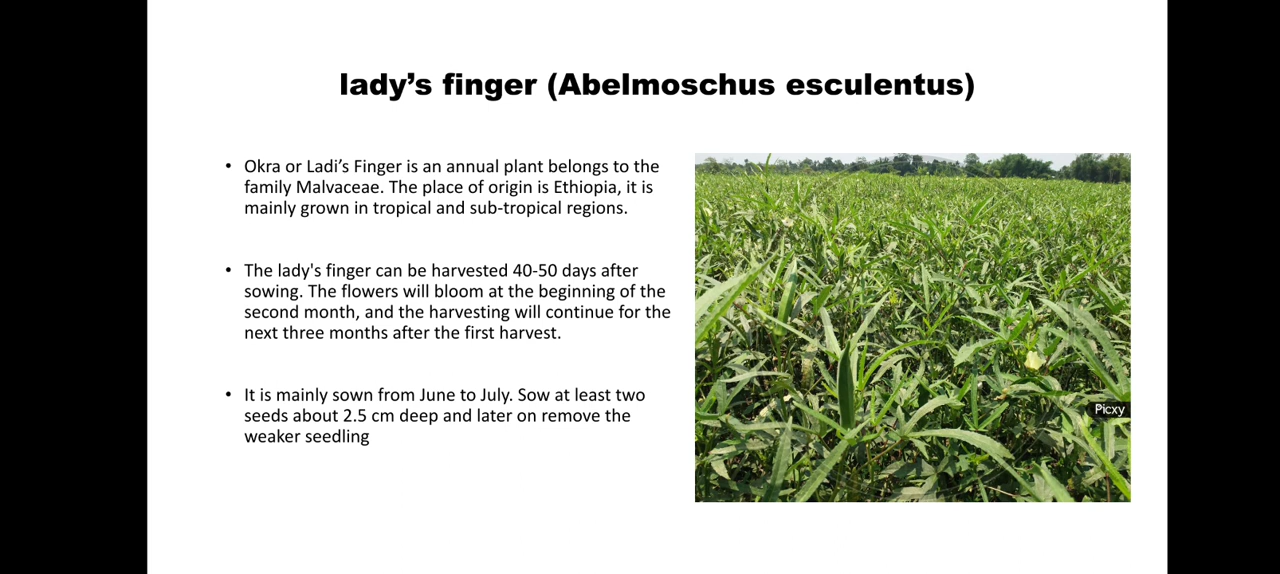 lady’s finger (Abelmoschus esculentus)
• Okra or Ladi’s Finger is an annual plant belongs to the
family Malvaceae. The place of origin is Ethiopia, it is
mainly grown in tropical and sub-tropical regions.
• The lady's finger can be harvested 40-50 days after
sowing. The flowers will bloom at the beginning of the
second month, and the harvesting will continue for the
next three months after the first harvest.
• It is mainly sown from June to July. Sow at least two
seeds about 2.5 cm deep and later on remove the
weaker seedling
Picxy